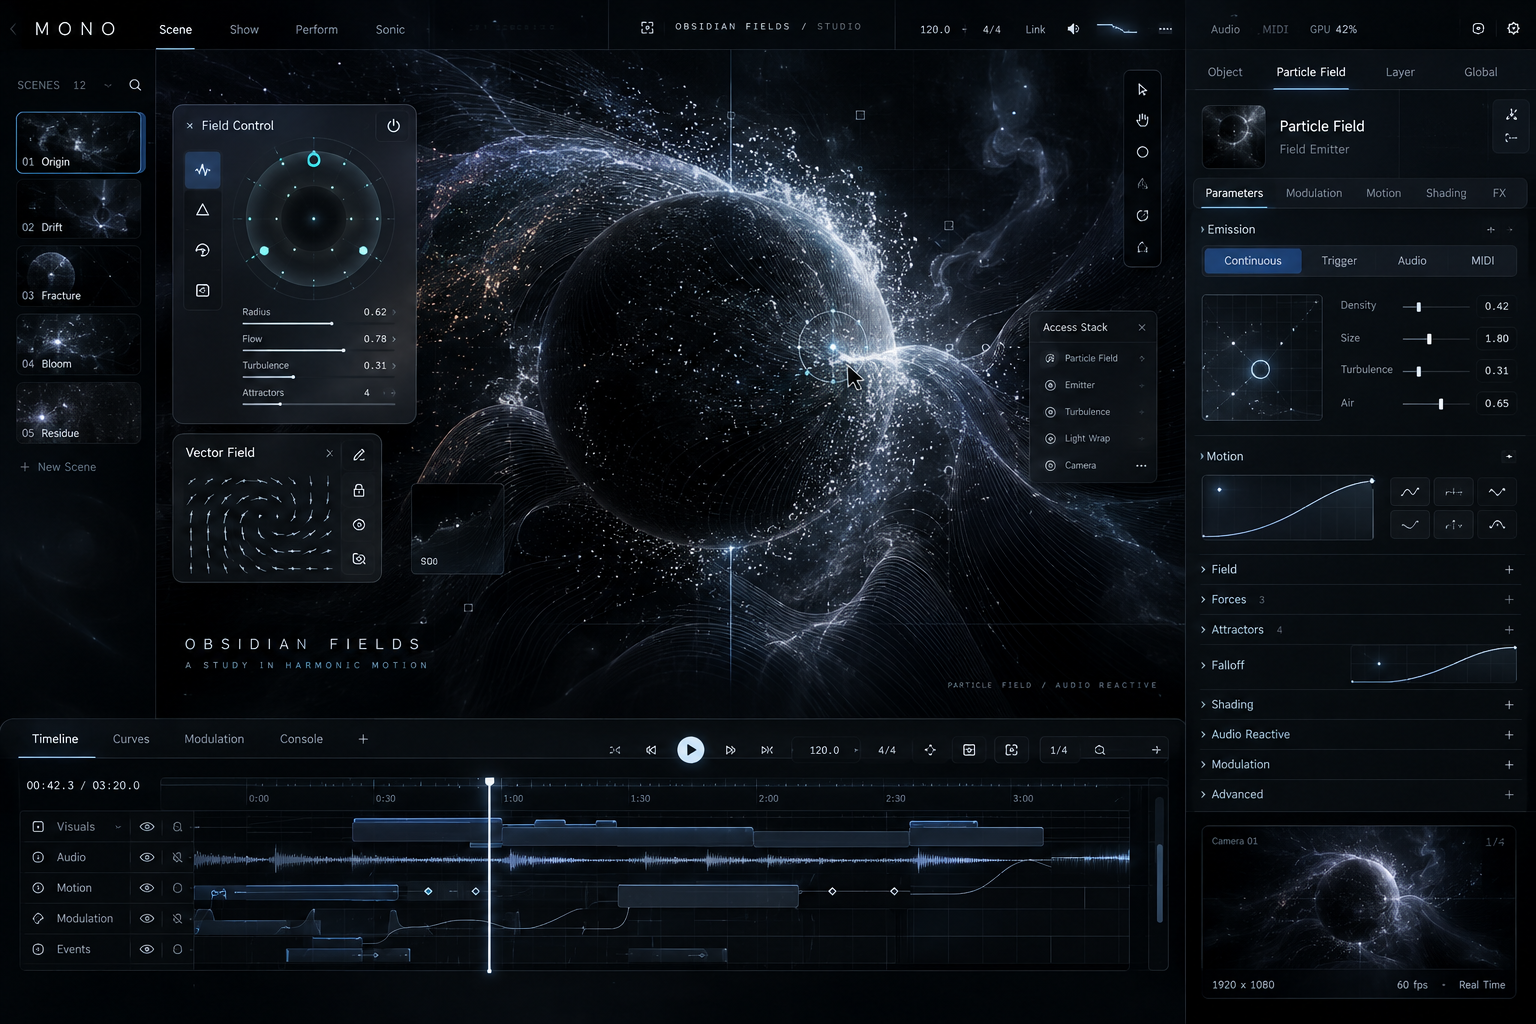 MONO
Scene
Show
Perform
Sonic
OBSIDIAN FIELDS / STUDIO
120.0
4/4
Link
Audio
MIDI
GPU 42%
SCENES 12
01 Origin
02 Drift
03 Fracture
04 Bloom
05 Residue
+ New Scene
× Field Control
Radius 0.62
Flow 0.78
Turbulence 0.31
Attractors 4
Vector Field ×
S00
OBSIDIAN FIELDS
A STUDY IN HARMONIC MOTION
PARTICLE FIELD / AUDIO REACTIVE
Access Stack ×
Particle Field
Emitter
Turbulence
Light Wrap
Camera
Object
Particle Field
Layer
Global
Particle Field
Field Emitter
Parameters
Modulation
Motion
Shading
FX
Emission
Continuous
Trigger
Audio
MIDI
Density 0.42
Size 1.80
Turbulence 0.31
Air 0.65
Motion
Field
Forces 3
Attractors 4
Falloff
Shading
Audio Reactive
Modulation
Advanced
Camera 01
1/4
1920 x 1080
60 fps - Real Time
Timeline
Curves
Modulation
Console
+
120.0
4/4
1/4
00:42.3 / 03:20.0
0:00
0:30
1:00
1:30
2:00
2:30
3:00
Visuals
Audio
Motion
Modulation
Events